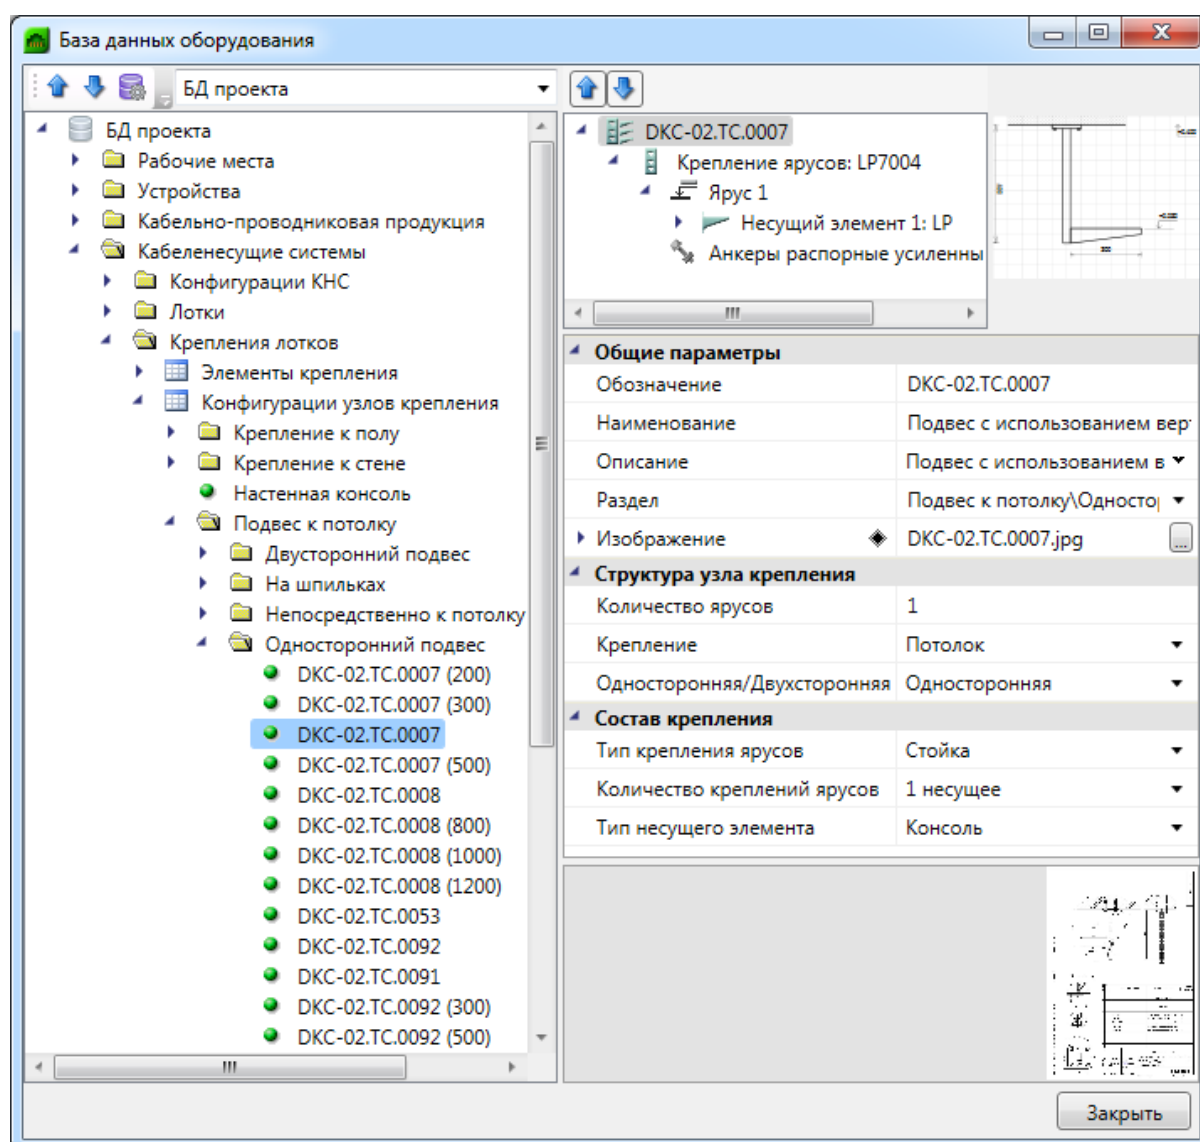 База данных оборудования
БД проекта
БД проекта
Рабочие места
Устройства
Кабельно-проводниковая продукция
Кабеленесущие системы
Конфигурации КНС
Лотки
Крепления лотков
Элементы крепления
Конфигурации узлов крепления
Крепление к полу
Крепление к стене
Настенная консоль
Подвес к потолку
Двусторонний подвес
На шпильках
Непосредственно к потолку
Односторонний подвес
DKC-02.TC.0007 (200)
DKC-02.TC.0007 (300)
DKC-02.TC.0007
DKC-02.TC.0007 (500)
DKC-02.TC.0008
DKC-02.TC.0008 (800)
DKC-02.TC.0008 (1000)
DKC-02.TC.0008 (1200)
DKC-02.TC.0053
DKC-02.TC.0092
DKC-02.TC.0091
DKC-02.TC.0092 (300)
DKC-02.TC.0092 (500)
DKC-02.TC.0007
Крепление ярусов: LP7004
Ярус 1
Несущий элемент 1: LP
Анкеры распорные усиленны
Общие параметры
Обозначение DKC-02.TC.0007
Наименование Подвес с использованием вер
Описание Подвес с использованием в
Раздел Подвес к потолку\Односто
Изображение DKC-02.TC.0007.jpg ...
Структура узла крепления
Количество ярусов 1
Крепление Потолок
Односторонняя/Двухсторонняя Односторонняя
Состав крепления
Тип крепления ярусов Стойка
Количество креплений ярусов 1 несущее
Тип несущего элемента Консоль
Закрыть